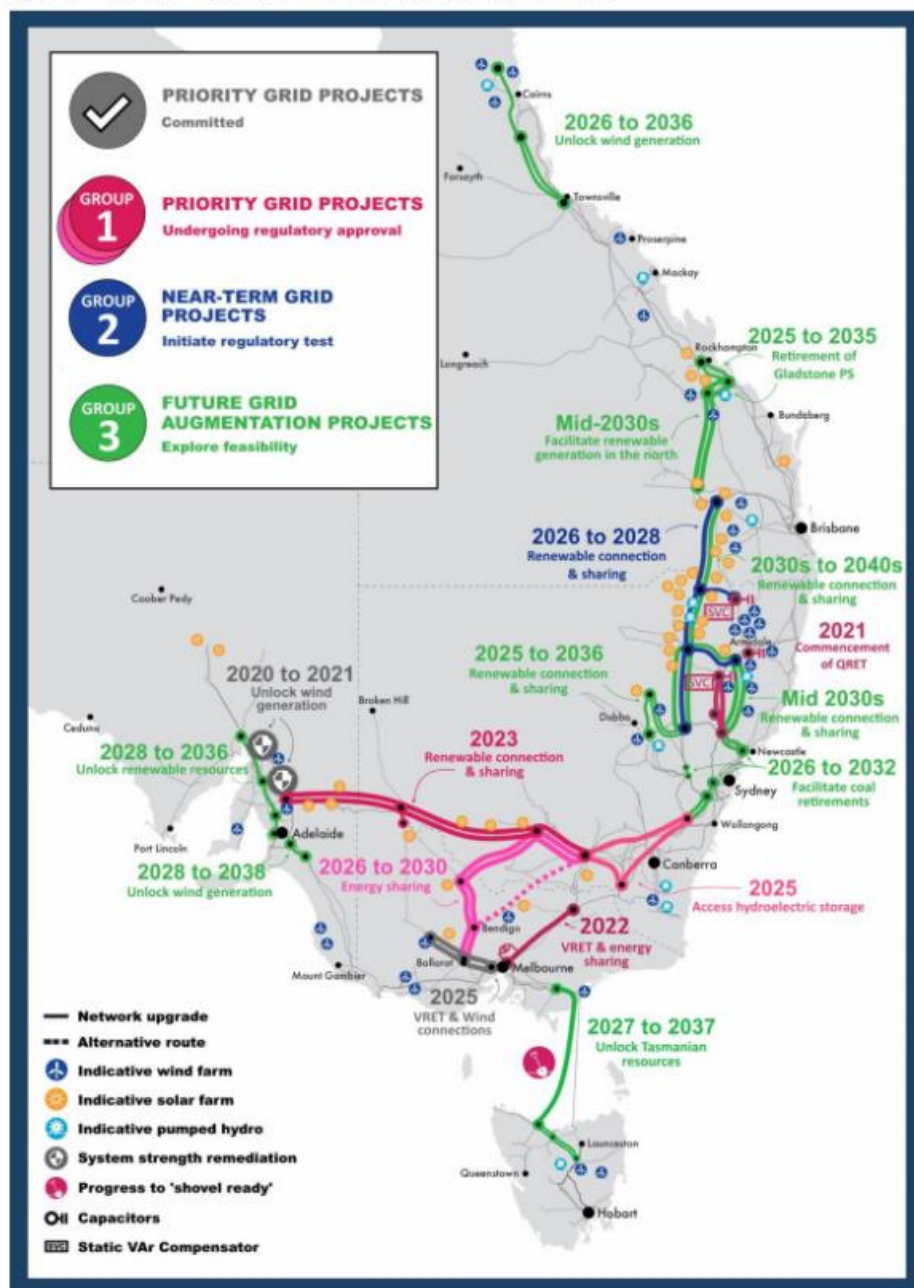 PRIORITY GRID PROJECTS
Committed
GROUP
1
PRIORITY GRID PROJECTS
Undergoing regulatory approval
GROUP
2
NEAR-TERM GRID
PROJECTS
Initiate regulatory test
GROUP
3
FUTURE GRID
AUGMENTATION PROJECTS
Explore feasibility
Cairns
2026 to 2036
Unlock wind generation
Forsyth
Townsville
Proserpine
Mackay
Longreach
Rockhampton
2025 to 2035
Retirement of
Gladstone PS
Bundaberg
Mid-2030s
Facilitate renewable
generation in the north
Brisbane
2026 to 2028
Renewable connection
& sharing
2030s to 2040s
Renewable connection
& sharing
SVC
Armidale
2021
Commencement
of QRET
SVC
Coober Pedy
2020 to 2021
Unlock wind
generation
Broken Hill
2025 to 2036
Renewable connection
& sharing
Dubbo
Mid 2030s
Renewable connection
& sharing
Ceduna
2028 to 2036
Unlock renewable resources
2023
Renewable connection
& sharing
Newcastle
2026 to 2032
Facilitate coal
retirements
Sydney
Wollongong
Port Lincoln
Adelaide
2028 to 2038
Unlock wind generation
2026 to 2030
Energy sharing
Canberra
2025
Access hydroelectric storage
Bendigo
2022
VRET & energy
sharing
Mount Gambier
Ballarat
Melbourne
2025
VRET & Wind
connections
2027 to 2037
Unlock Tasmanian
resources
Launceston
Queenstown
Hobart
Network upgrade
Alternative route
Indicative wind farm
Indicative solar farm
Indicative pumped hydro
System strength remediation
Progress to 'shovel ready'
Capacitors
SVC Static VAr Compensator